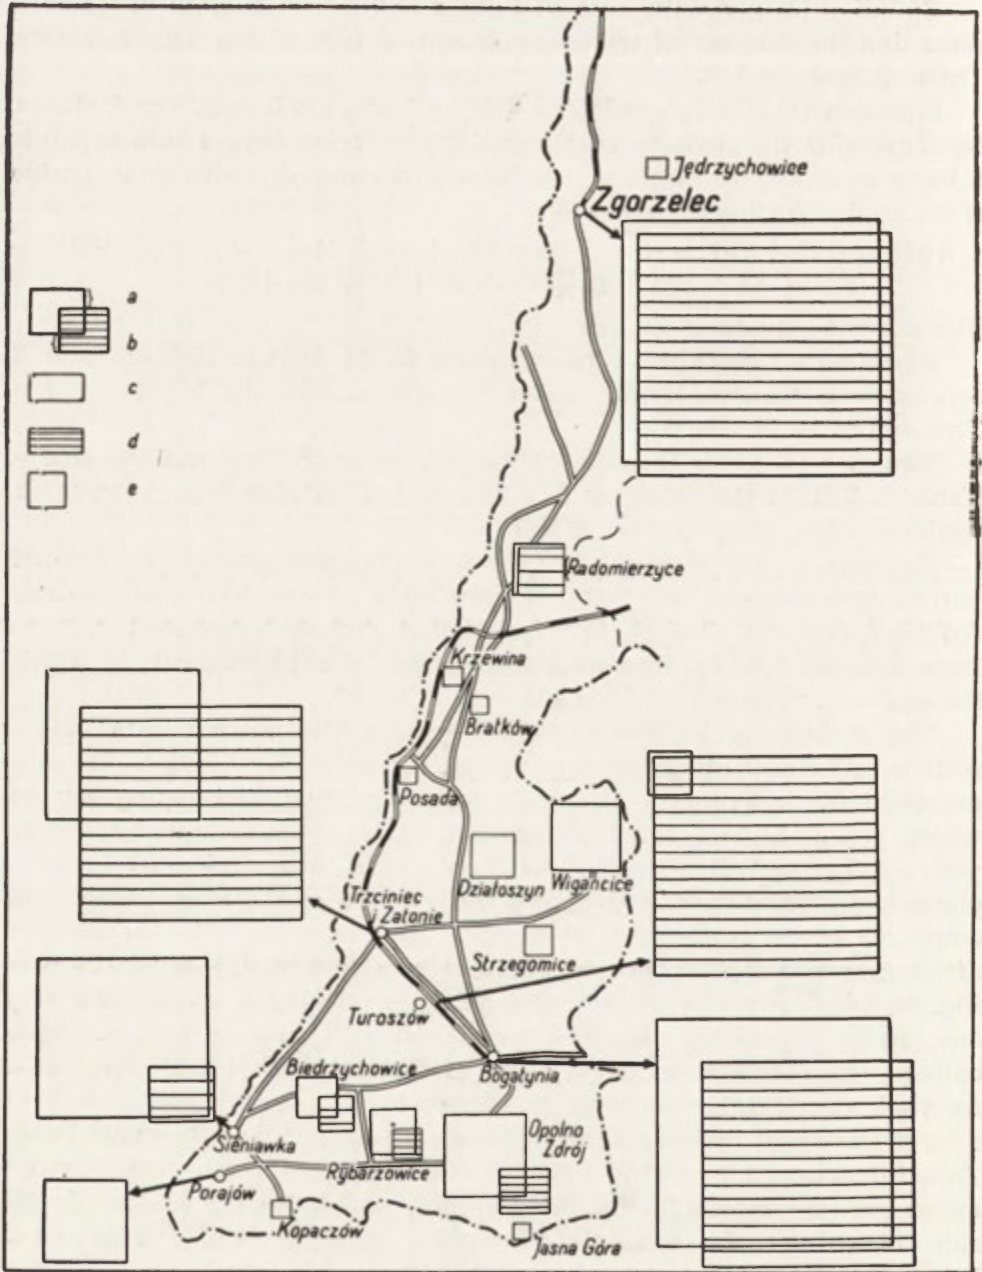 Jędrzychowice
Zgorzelec
a
b
c
d
e
Radomierzyce
Krzewina
Bratków
Posada
Działoszyn
Wigańcice
Trzciniec
i Zatonie
Strzegomice
Turoszów
Bogatynia
Biedrzychowice
Opolno
Zdrój
Sieniawka
Rybarzowice
Porajów
Kopaczów
Jasna Góra